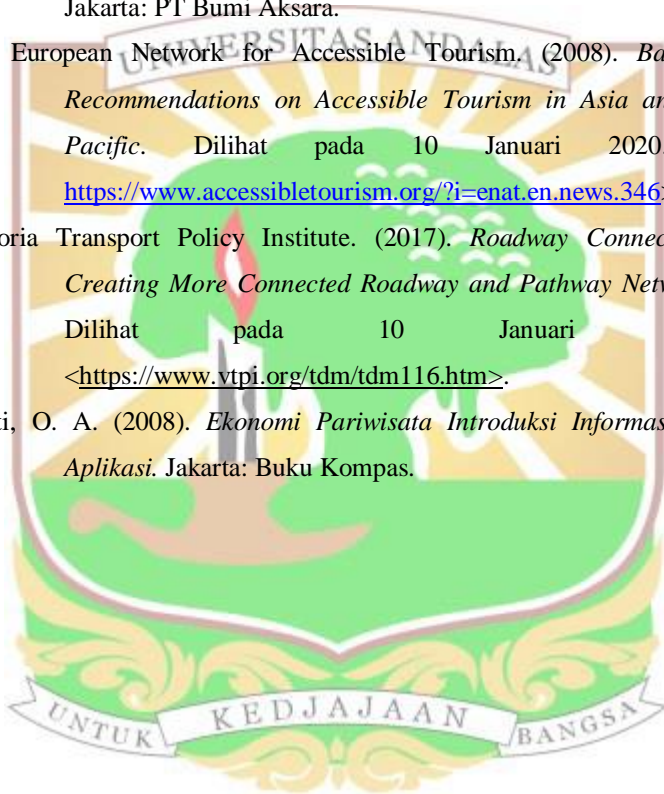 Jakarta: PT Bumi Aksara.
UNIVERSITAS ANDALAS
European Network for Accessible Tourism. (2008). Ba
Recommendations on Accessible Tourism in Asia an
Pacific. Dilihat pada 10 Januari 2020
https://www.accessibletourism.org/?i=enat.en.news.346
oria Transport Policy Institute. (2017). Roadway Connec
Creating More Connected Roadway and Pathway Netw
Dilihat pada 10 Januari
<https://www.vtpi.org/tdm/tdm116.htm>.
ti, O. A. (2008). Ekonomi Pariwisata Introduksi Informas
Aplikasi. Jakarta: Buku Kompas.
UNTUK KEDJAJAAN BANGSA